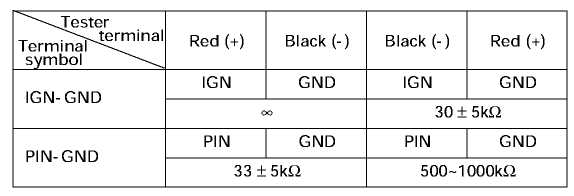 Tester terminal
Terminal symbol
Red (+) Black (-) Black (-) Red (+)
IGN-GND
IGN GND IGN GND
∞ 30 ± 5kΩ
PIN-GND
PIN GND PIN GND
33 ± 5kΩ 500~1000kΩ